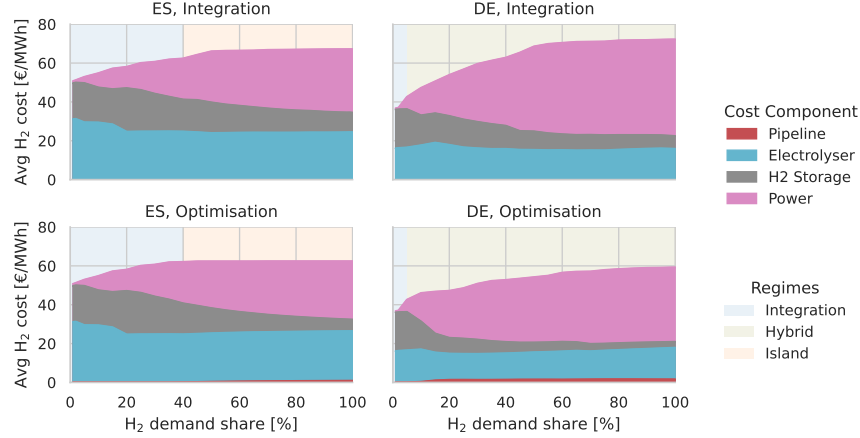 ES, Integration
DE, Integration
80
60
40
20
0
Avg H₂ cost [€/MWh]
Cost Component
Pipeline
Electrolyser
H2 Storage
Power
ES, Optimisation
DE, Optimisation
80
60
40
20
0
Avg H₂ cost [€/MWh]
Regimes
Integration
Hybrid
Island
0 20 40 60 80 100
0 20 40 60 80 100
H₂ demand share [%]
H₂ demand share [%]